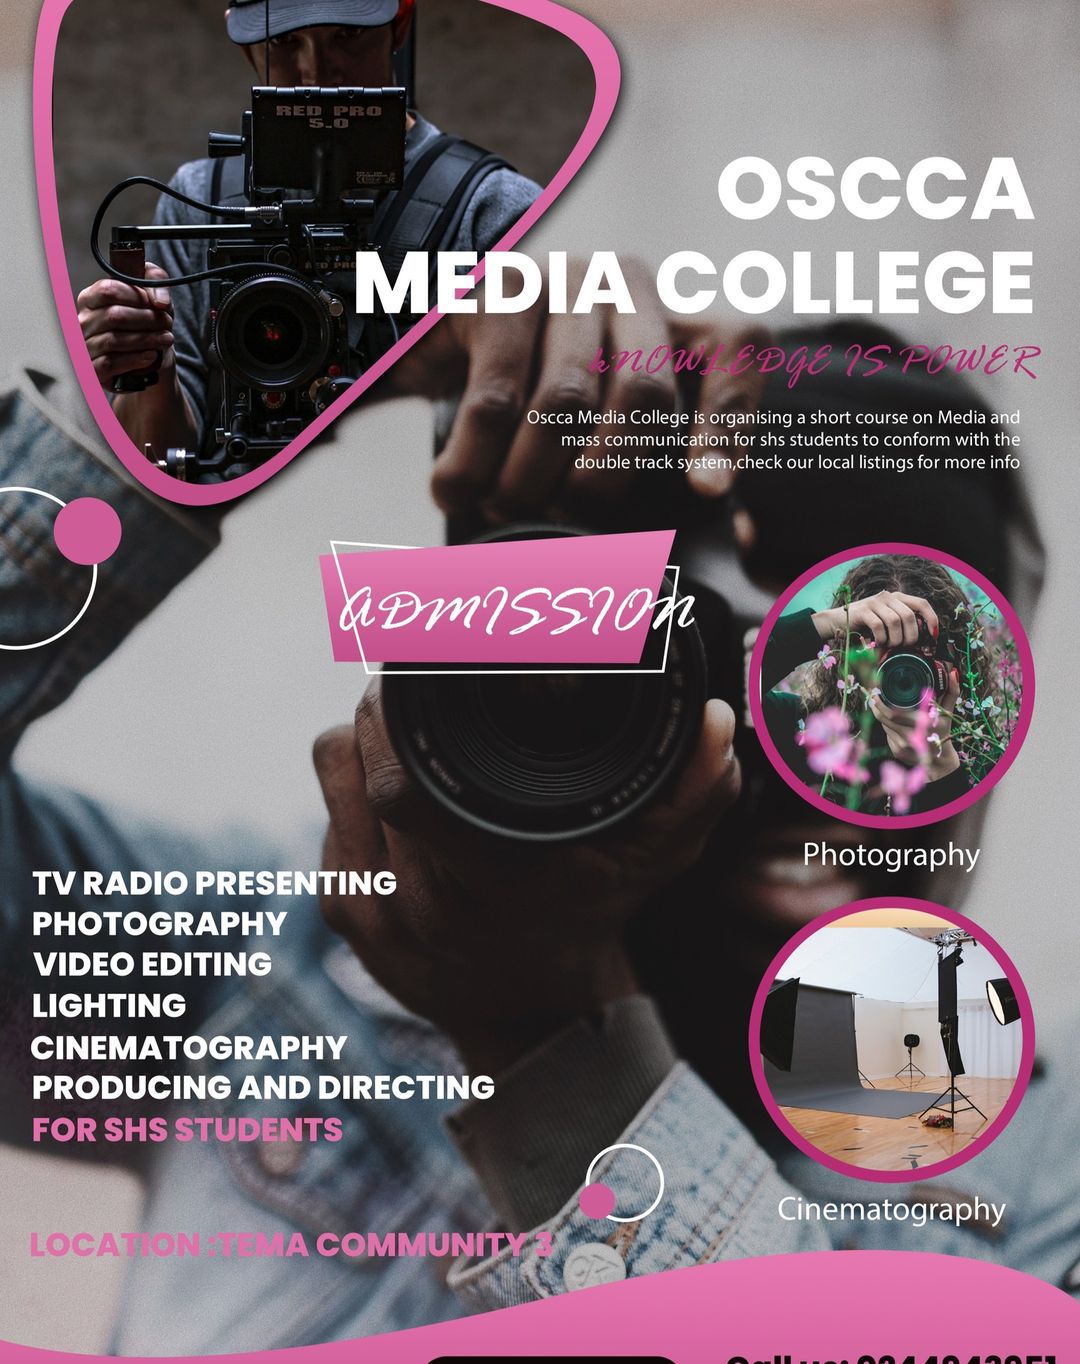 RED PRO
5.0
OSCCA
MEDIA COLLEGE
kNOWLEDGE IS POWER
Oscca Media College is organising a short course on Media and
mass communication for shs students to conform with the
double track system,check our local listings for more info
aDMISSIOn
Photography
TV RADIO PRESENTING
PHOTOGRAPHY
VIDEO EDITING
LIGHTING
CINEMATOGRAPHY
PRODUCING AND DIRECTING
FOR SHS STUDENTS
Cinematography
LOCATION :TEMA COMMUNITY 3
Call us: